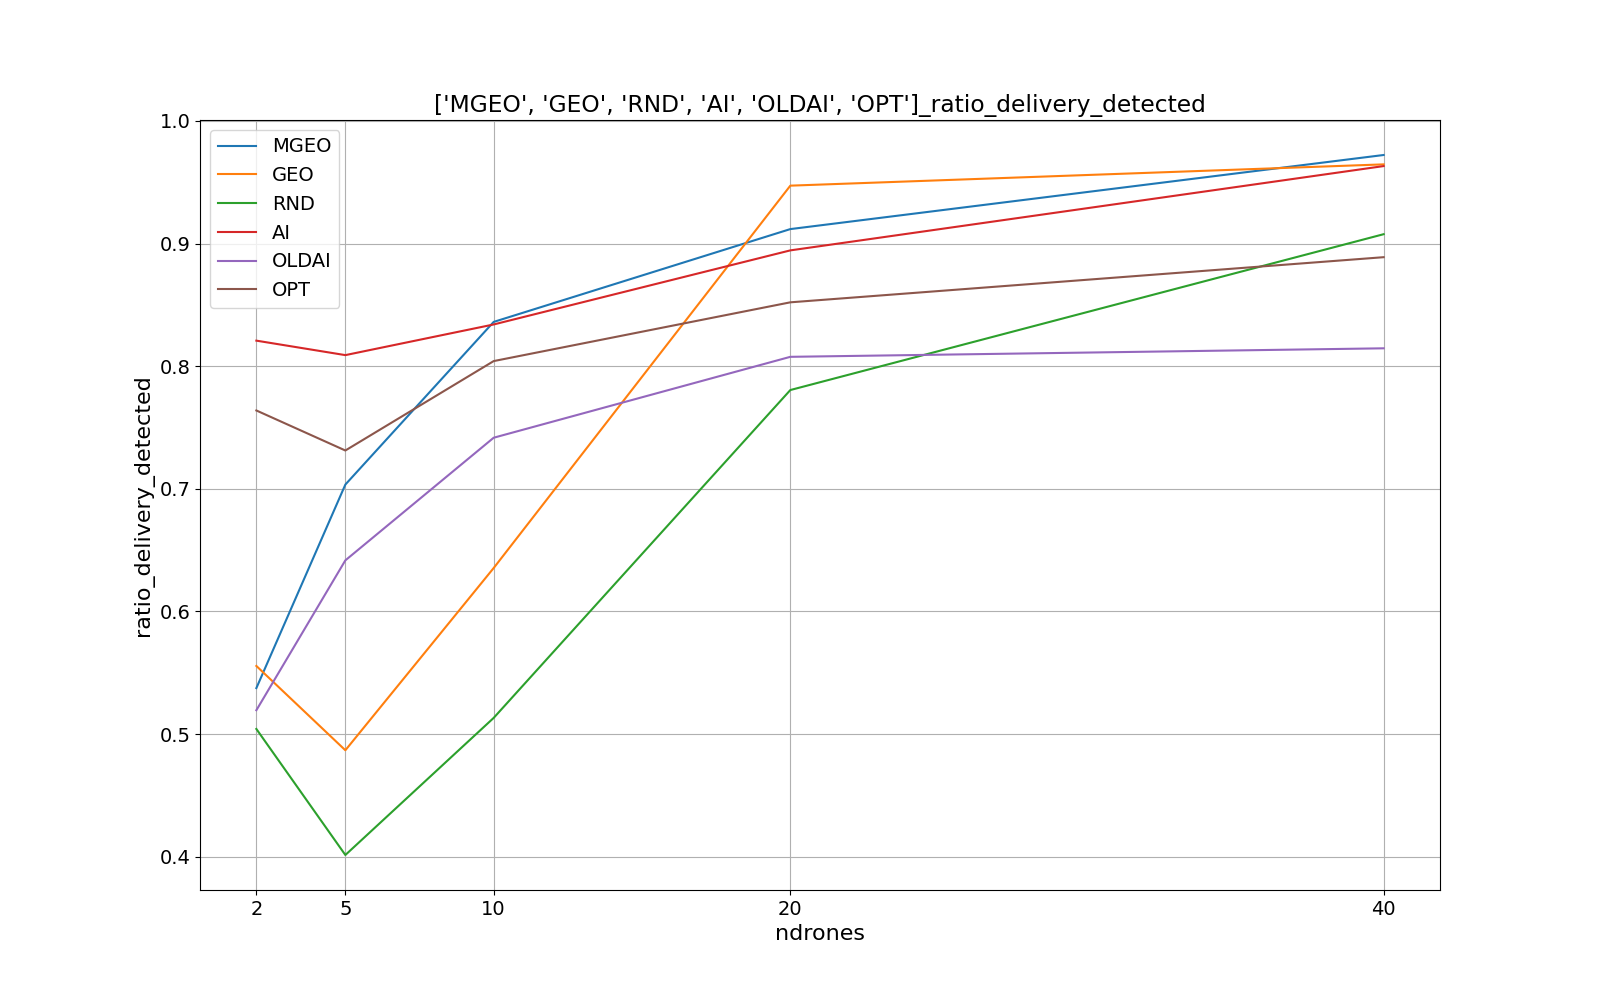 ['MGEO', 'GEO', 'RND', 'AI', 'OLDAI', 'OPT']_ratio_delivery_detected
MGEO
GEO
RND
AI
OLDAI
OPT
ratio_delivery_detected
1.0
0.9
0.8
0.7
0.6
0.5
0.4
2 5 10 20 40
ndrones